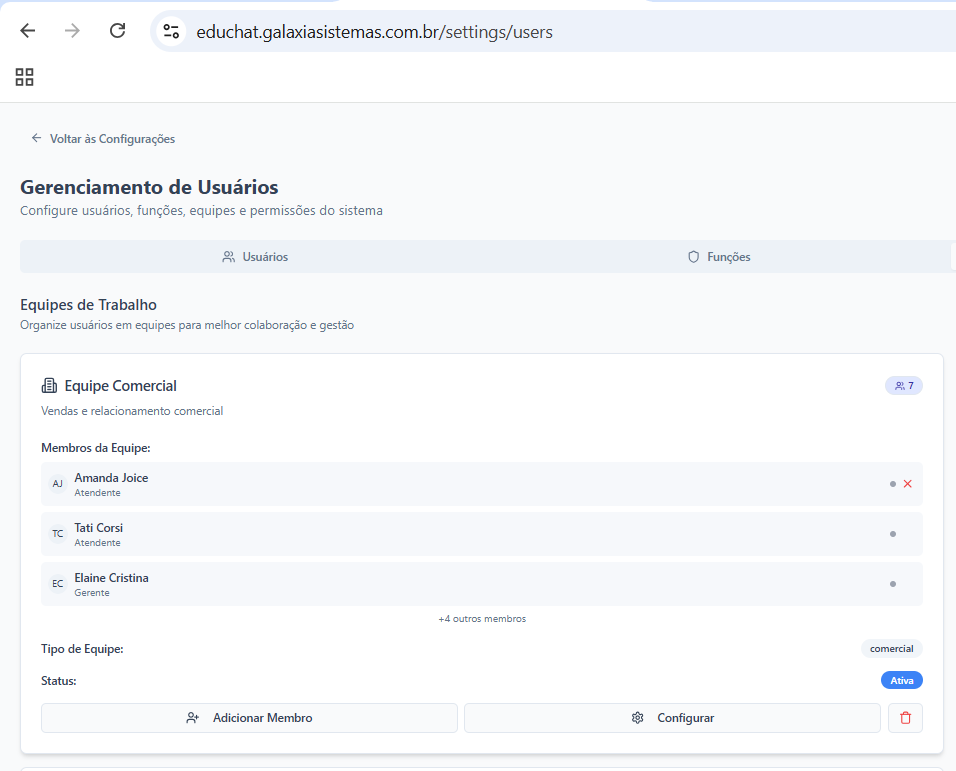 educhat.galaxiasistemas.com.br/settings/users
Voltar às Configurações
Gerenciamento de Usuários
Configure usuários, funções, equipes e permissões do sistema
Usuários
Funções
Equipes de Trabalho
Organize usuários em equipes para melhor colaboração e gestão
Equipe Comercial
7
Vendas e relacionamento comercial
Membros da Equipe:
AJ
Amanda Joice
Atendente
TC
Tati Corsi
Atendente
EC
Elaine Cristina
Gerente
+4 outros membros
Tipo de Equipe:
comercial
Status:
Ativa
Adicionar Membro
Configurar